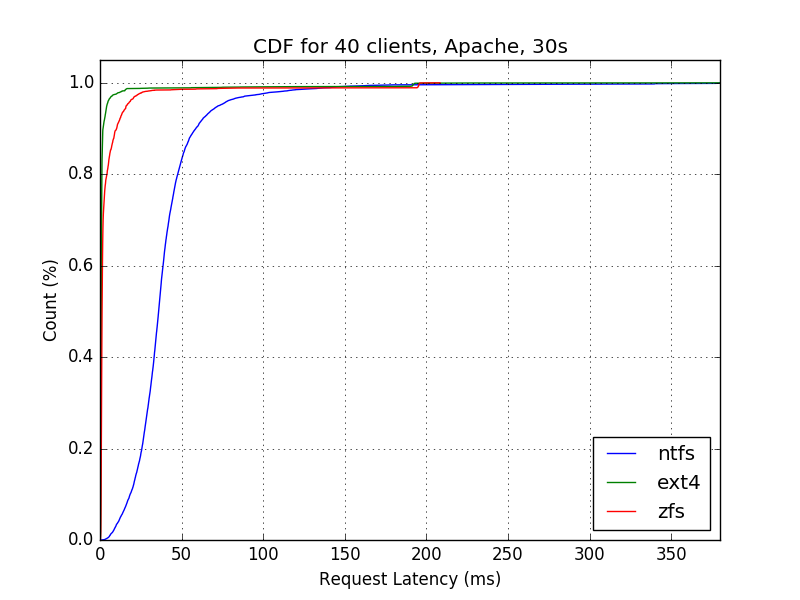 CDF for 40 clients, Apache, 30s
Count (%)
1.0
0.8
0.6
0.4
0.2
0.0
0 50 100 150 200 250 300 350
Request Latency (ms)
ntfs
ext4
zfs